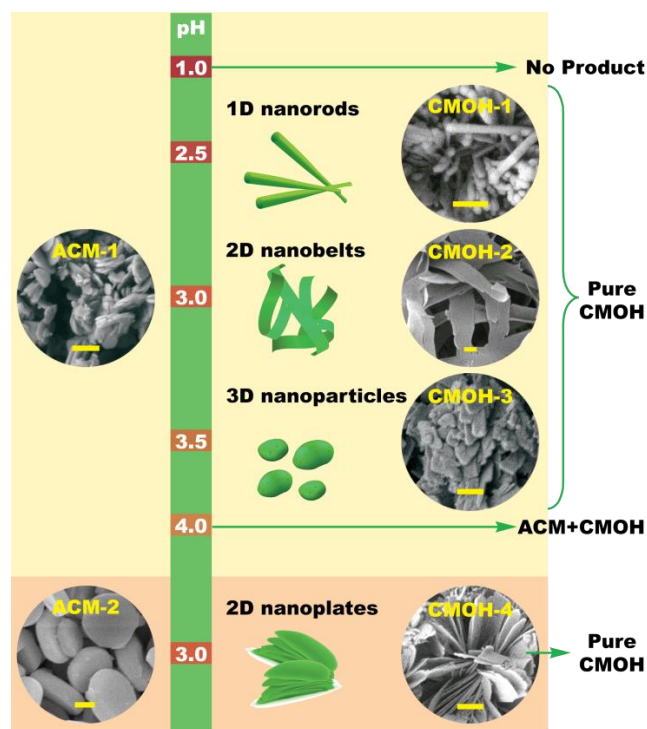 pH
1.0
No Product
1D nanorods
CMOH-1
2.5
ACM-1
2D nanobelts
CMOH-2
3.0
Pure
CMOH
3D nanoparticles
CMOH-3
3.5
4.0
ACM+CMOH
ACM-2
2D nanoplates
CMOH-4
3.0
Pure
CMOH